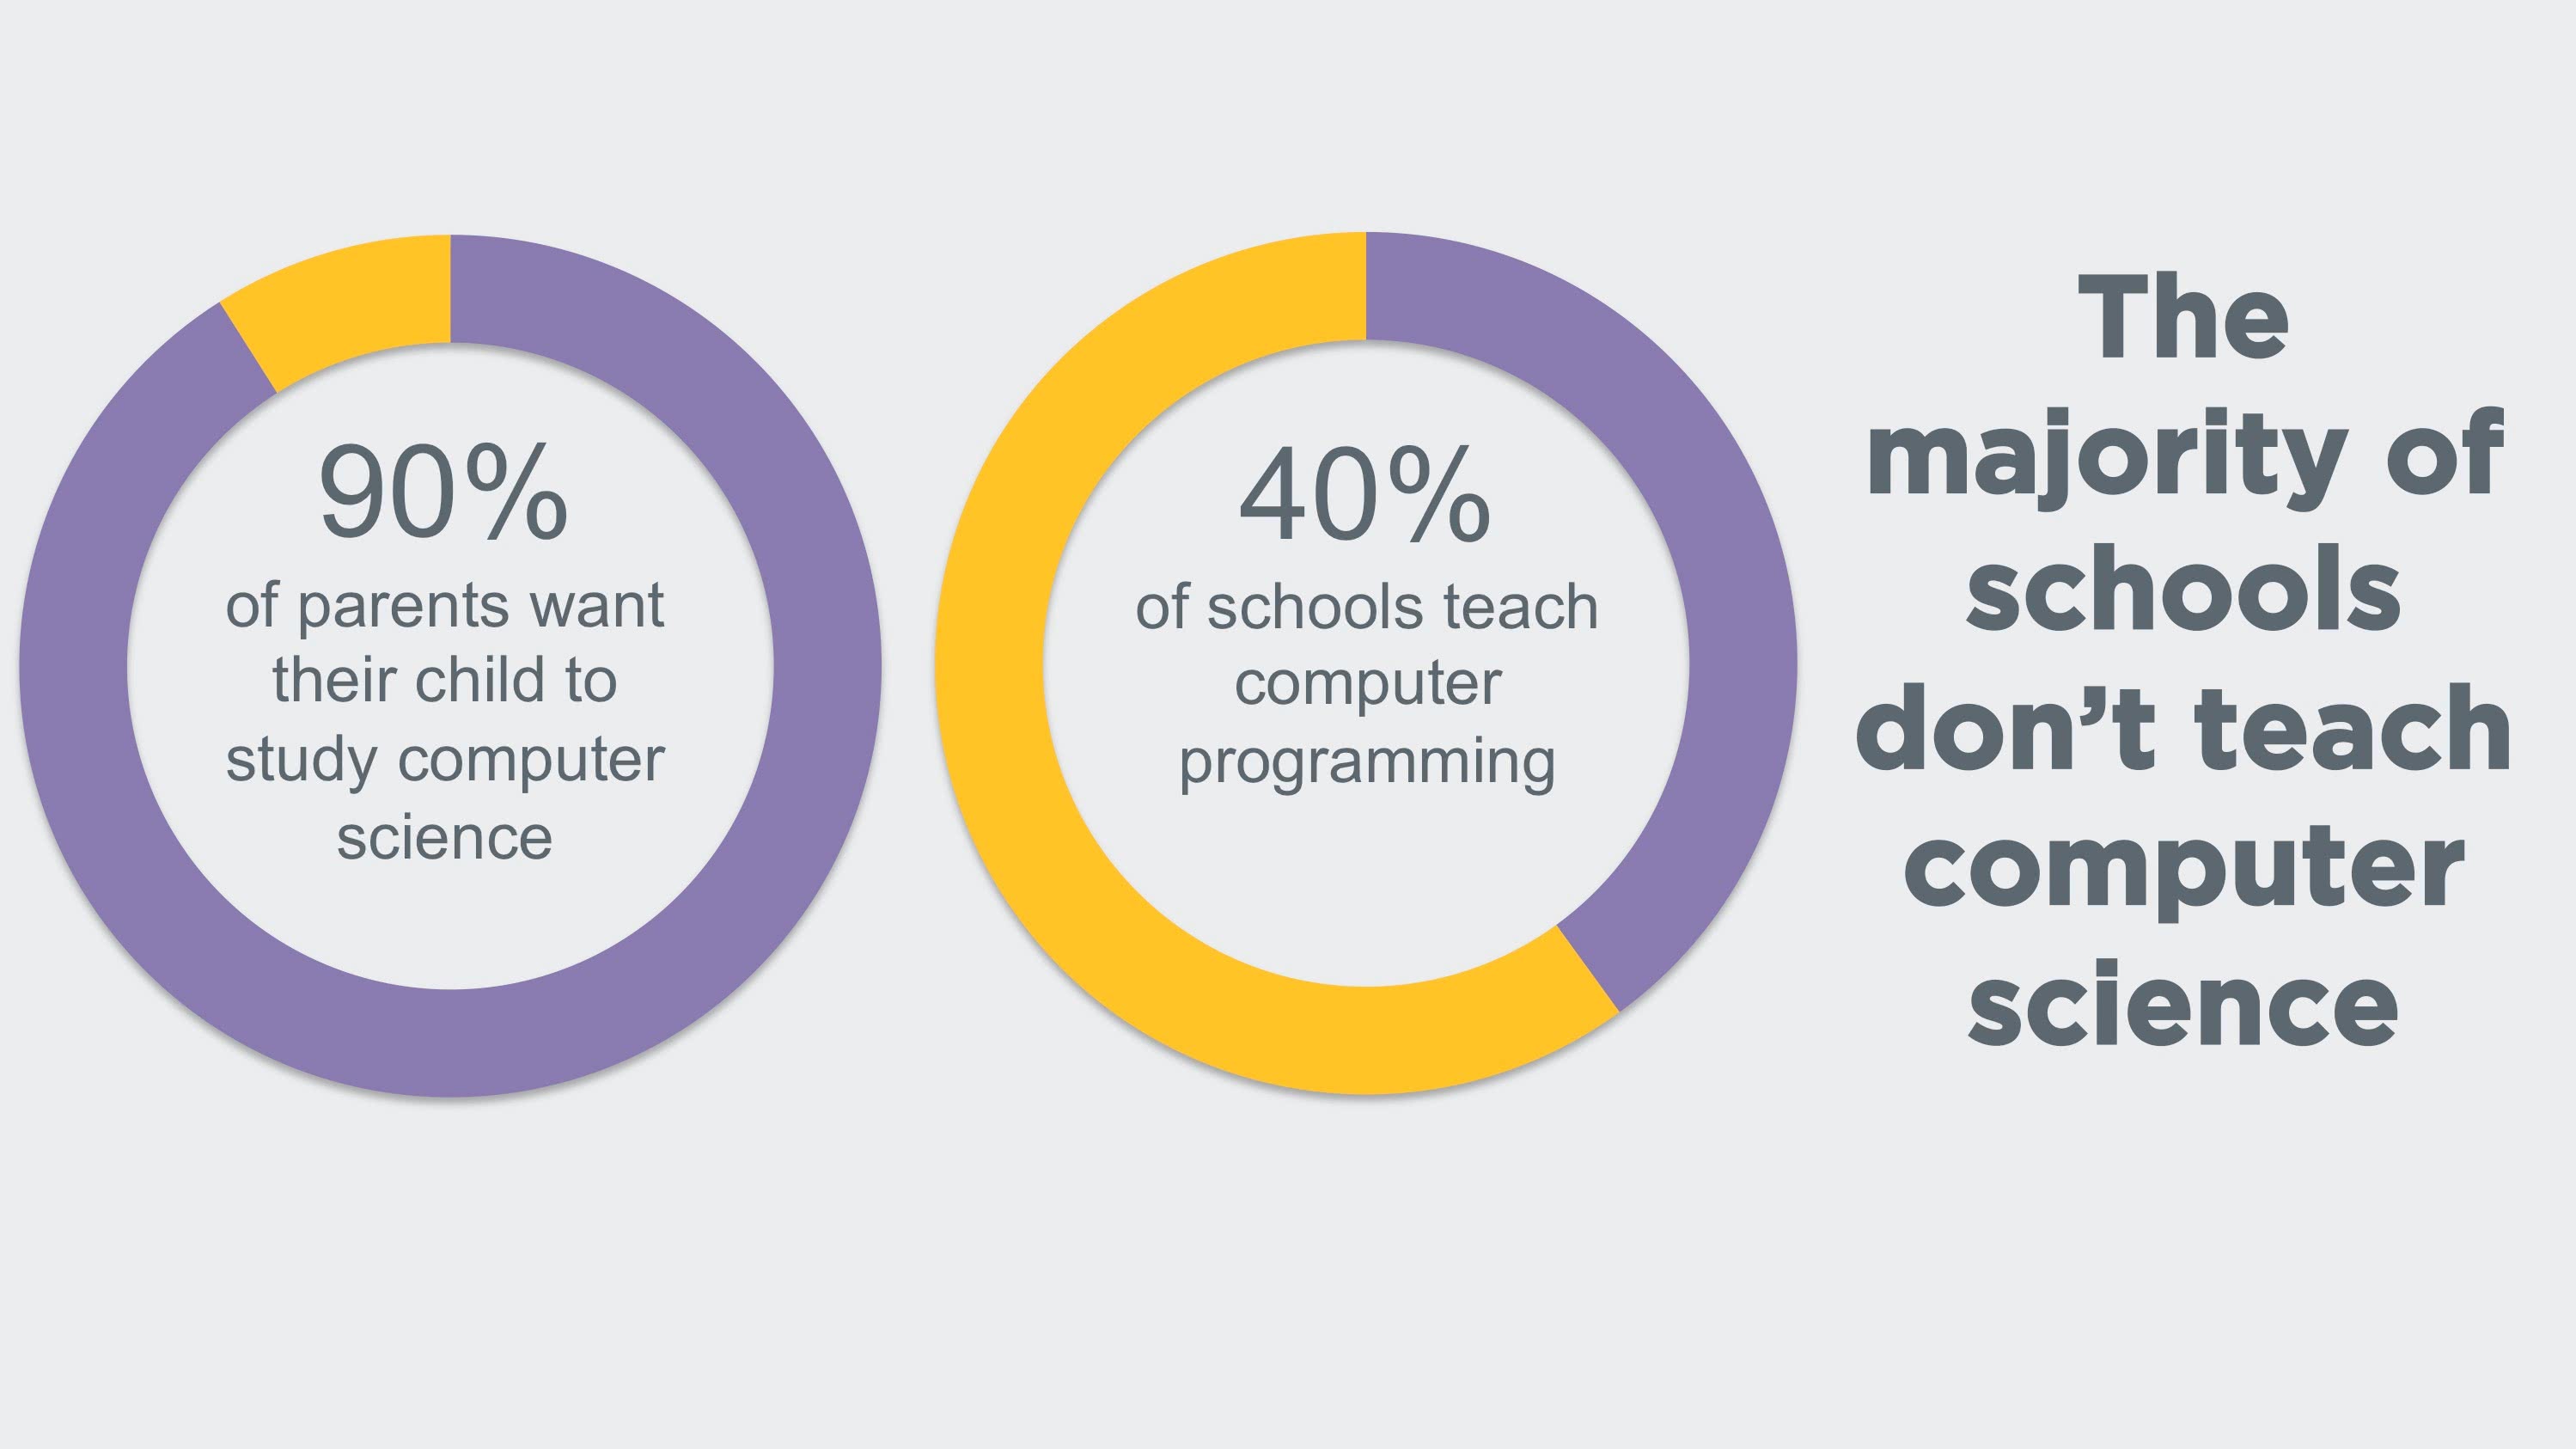 90%
of parents want
their child to
study computer
science
40%
of schools teach
computer
programming
The
majority of
schools
don’t teach
computer
science